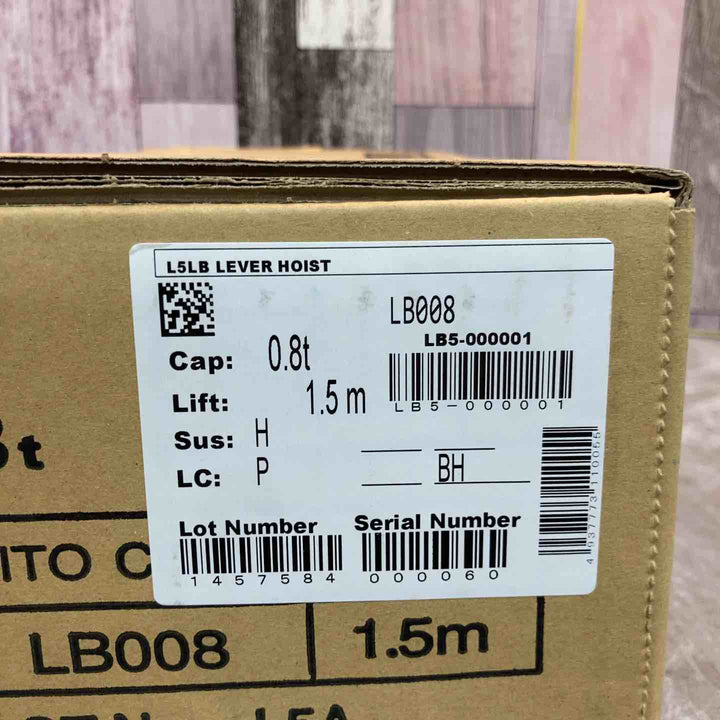 L5LB LEVER HOIST
LB008
LB5-000001
Cap: 0.8t
LB5-000001
Lift: 1.5 m
Sus: H
LC: P BH
Lot Number Serial Number
1457584 000060
4937773110055
t
ITO C
LB008 1.5m